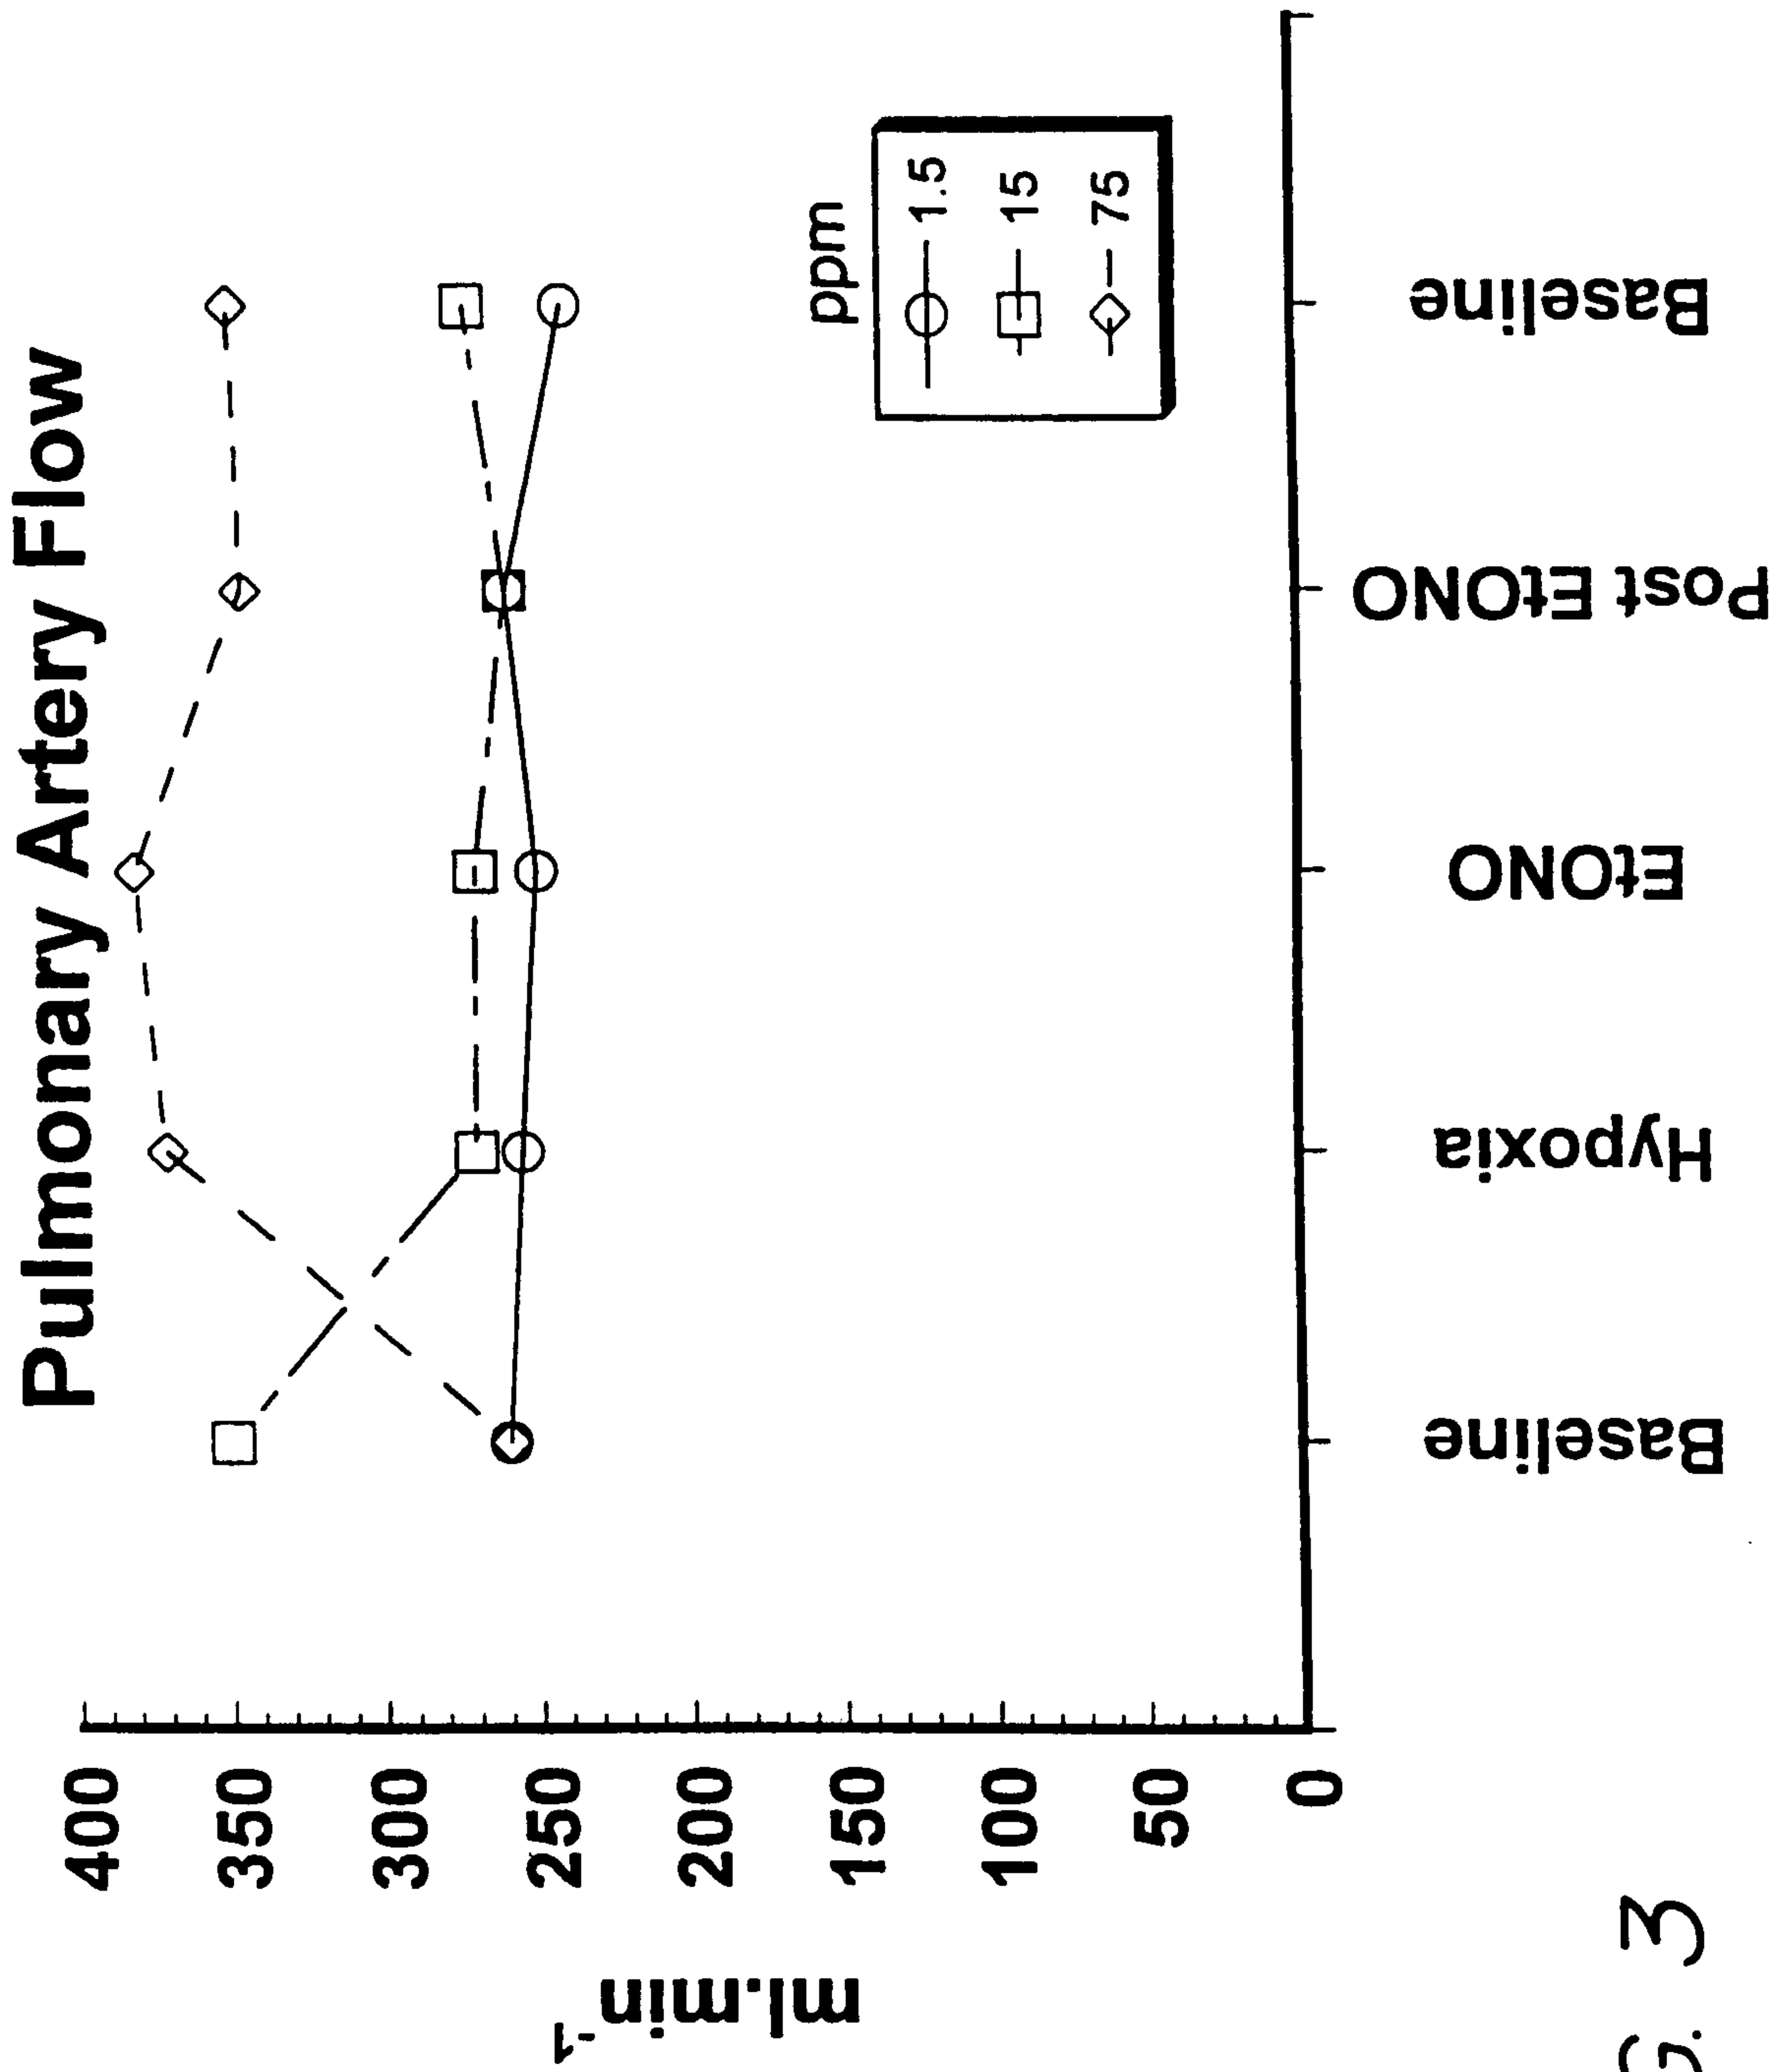 Pulmonary Artery Flow
400
350
300
250
200
150
100
50
0
ml.min-1
ppm
1.5
15
75
Baseline
Hypoxia
EtONO
Post EtONO
Baseline
G. 3